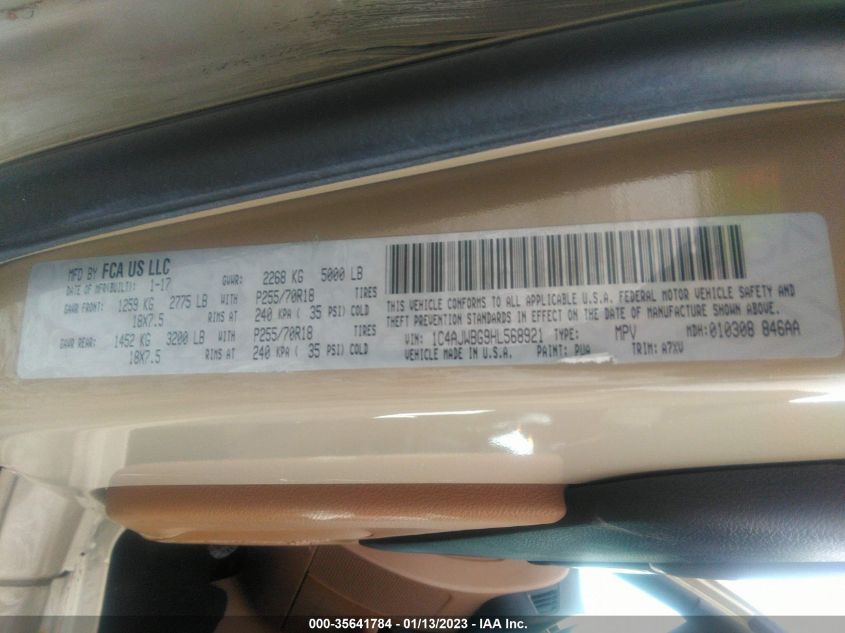 MFD BY FCA US LLC
DATE OF MFR(BUILT): 1-17 GVWR: 2268 KG 5000 LB
GAWR FRONT: 1259 KG 2775 LB WITH P255/70R18 TIRES
18X7.5 RIMS AT 240 KPA ( 35 PSI) COLD
GAWR REAR: 1452 KG 3200 LB WITH P255/70R18 TIRES
18X7.5 RIMS AT 240 KPA ( 35 PSI) COLD
THIS VEHICLE CONFORMS TO ALL APPLICABLE U.S.A. FEDERAL MOTOR VEHICLE SAFETY AND
THEFT PREVENTION STANDARDS IN EFFECT ON THE DATE OF MANUFACTURE SHOWN ABOVE.
VIN: 1C4AJWBG9HL568921 TYPE: MPV MDH: 010308 846AA
VEHICLE MADE IN U.S.A. PAINT: PUA TRIM: A7XV
000-35641784 — 01/13/2023 — IAA Inc.